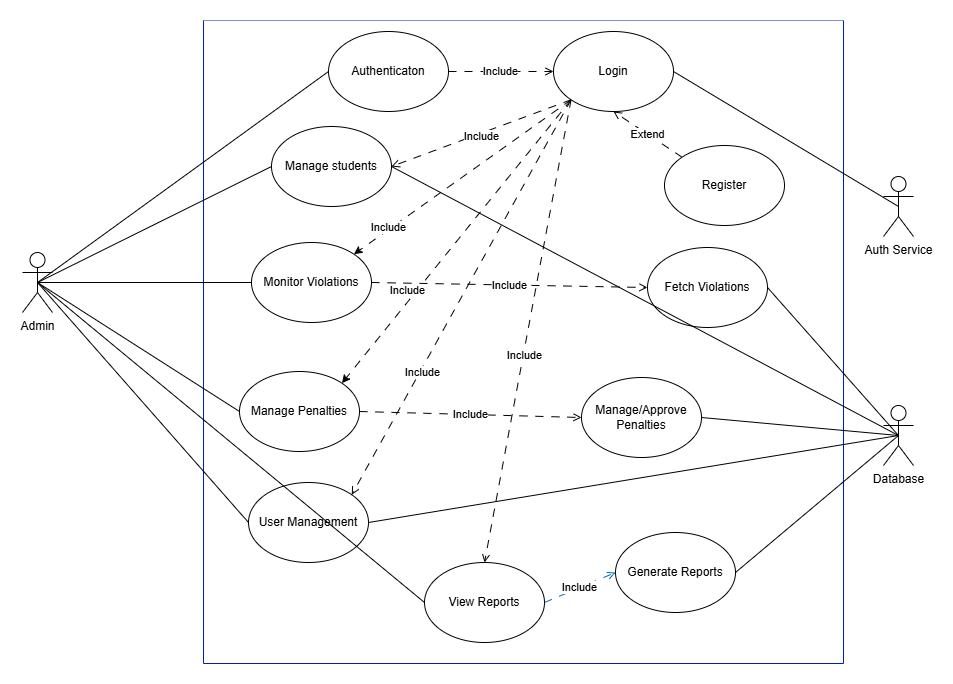 Authenticaton
Include
Login
Include
Extend
Manage students
Register
Include
Auth Service
Monitor Violations
Include
Include
Fetch Violations
Admin
Include
Include
Manage Penalties
Include
Manage/Approve
Penalties
Database
User Management
Generate Reports
Include
View Reports